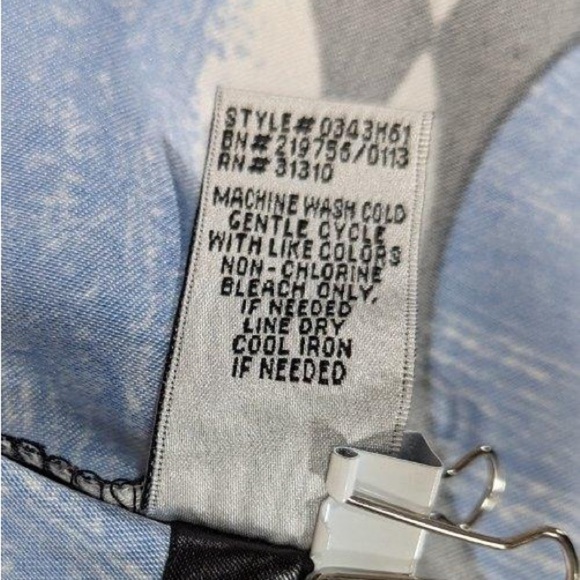 STYLE# 0343H61
BN# 219756/0113
RN# 31310
MACHINE WASH COLD
GENTLE CYCLE
WITH LIKE COLORS
NON-CHLORINE
BLEACH ONLY,
IF NEEDED
LINE DRY
COOL IRON
IF NEEDED